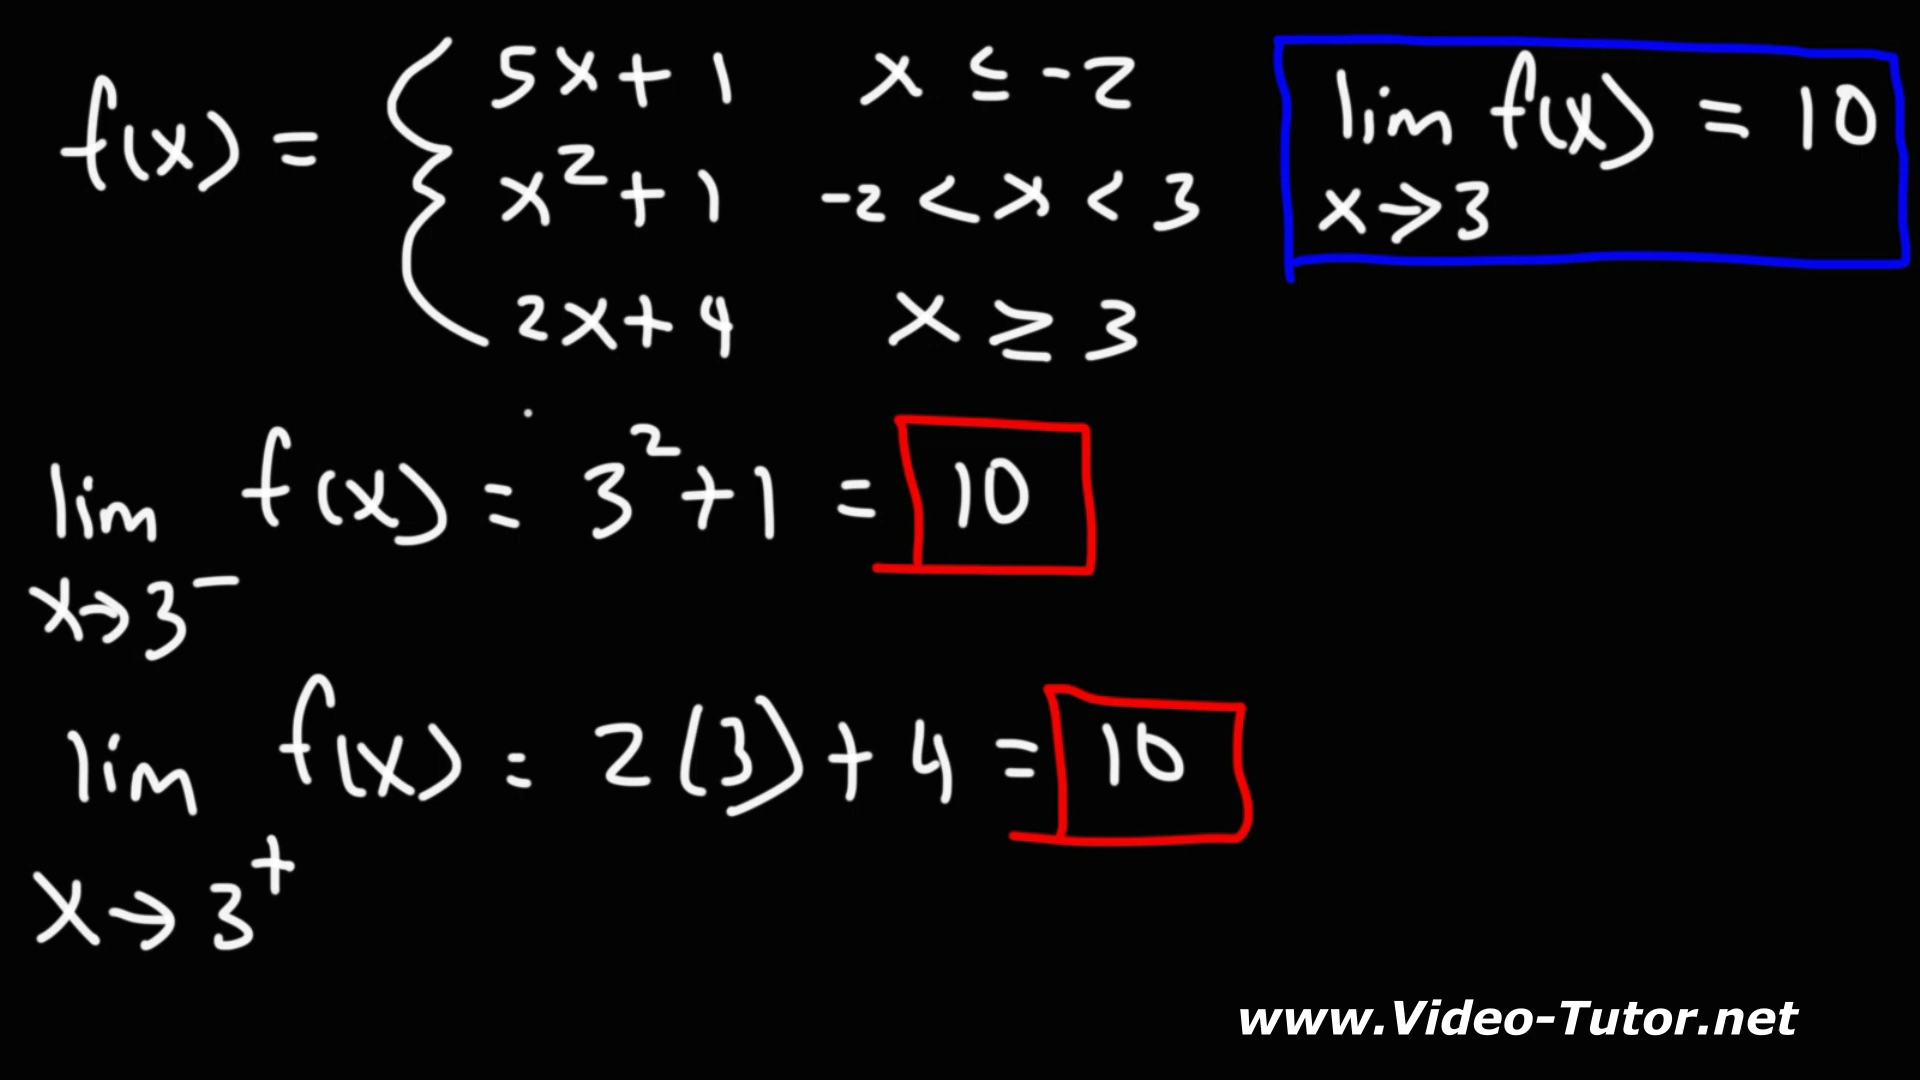 f(x) = { 5x+1 x ≤ -2
x²+1 -2 < x < 3
2x+4 x ≥ 3
lim f(x) = 10
x→3
lim f(x) = 3²+1 = 10
x→3⁻
lim f(x) = 2(3)+4 = 10
x→3⁺
www.Video-Tutor.net